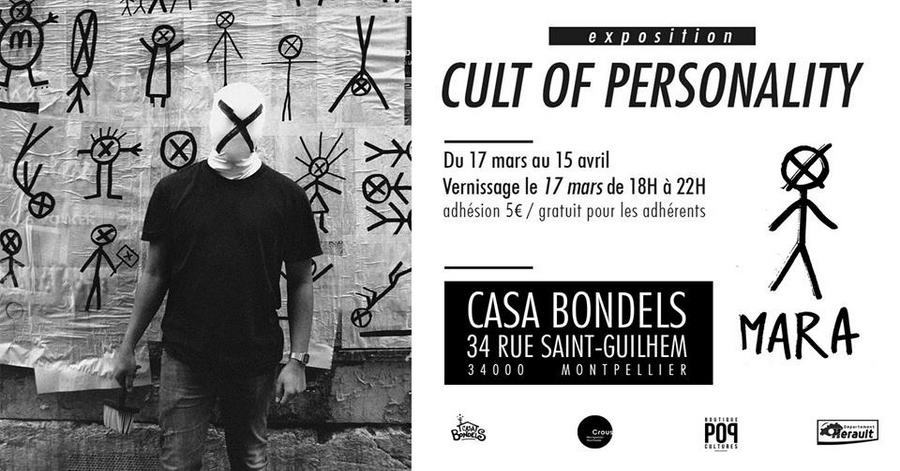 exposition
CULT OF PERSONALITY
Du 17 mars au 15 avril
Vernissage le 17 mars de 18H à 22H
adhésion 5€ / gratuit pour les adhérents
CASA BONDELS
34 RUE SAINT-GUILHEM
34000 MONTPELLIER
MARA
CASA
BONDELS
Crous
BOUTIQUE
POP
CULTURES
Département
Hérault